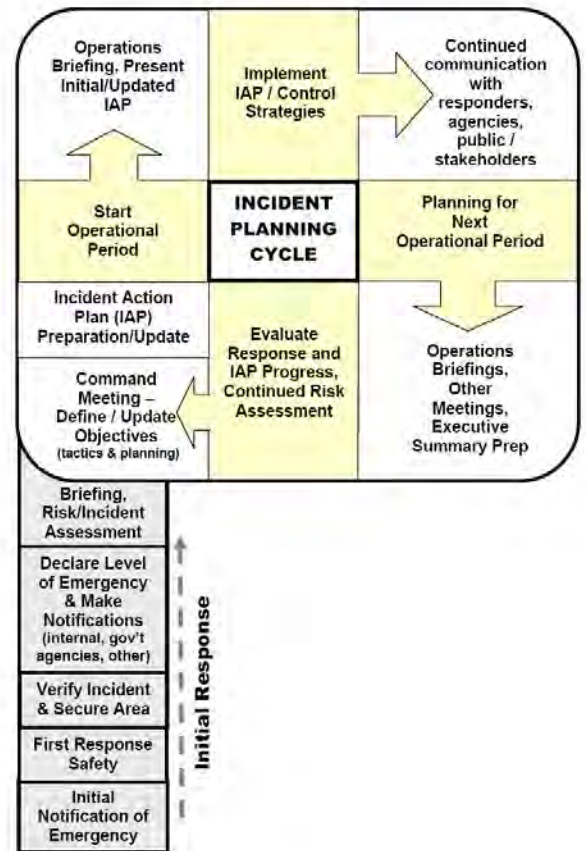 Operations
Briefing, Present
Initial/Updated
IAP
Implement
IAP / Control
Strategies
Continued
communication
with
responders,
agencies,
public /
stakeholders
Start
Operational
Period
INCIDENT
PLANNING
CYCLE
Planning for
Next
Operational Period
Incident Action
Plan (IAP)
Preparation/Update
Evaluate
Response and
IAP Progress,
Continued Risk
Assessment
Operations
Briefings,
Other
Meetings,
Executive
Summary Prep
Command
Meeting –
Define / Update
Objectives
(tactics & planning)
Briefing,
Risk/Incident
Assessment
Declare Level
of Emergency
& Make
Notifications
(internal, gov't
agencies, other)
Verify Incident
& Secure Area
First Response
Safety
Initial
Notification of
Emergency
Initial Response